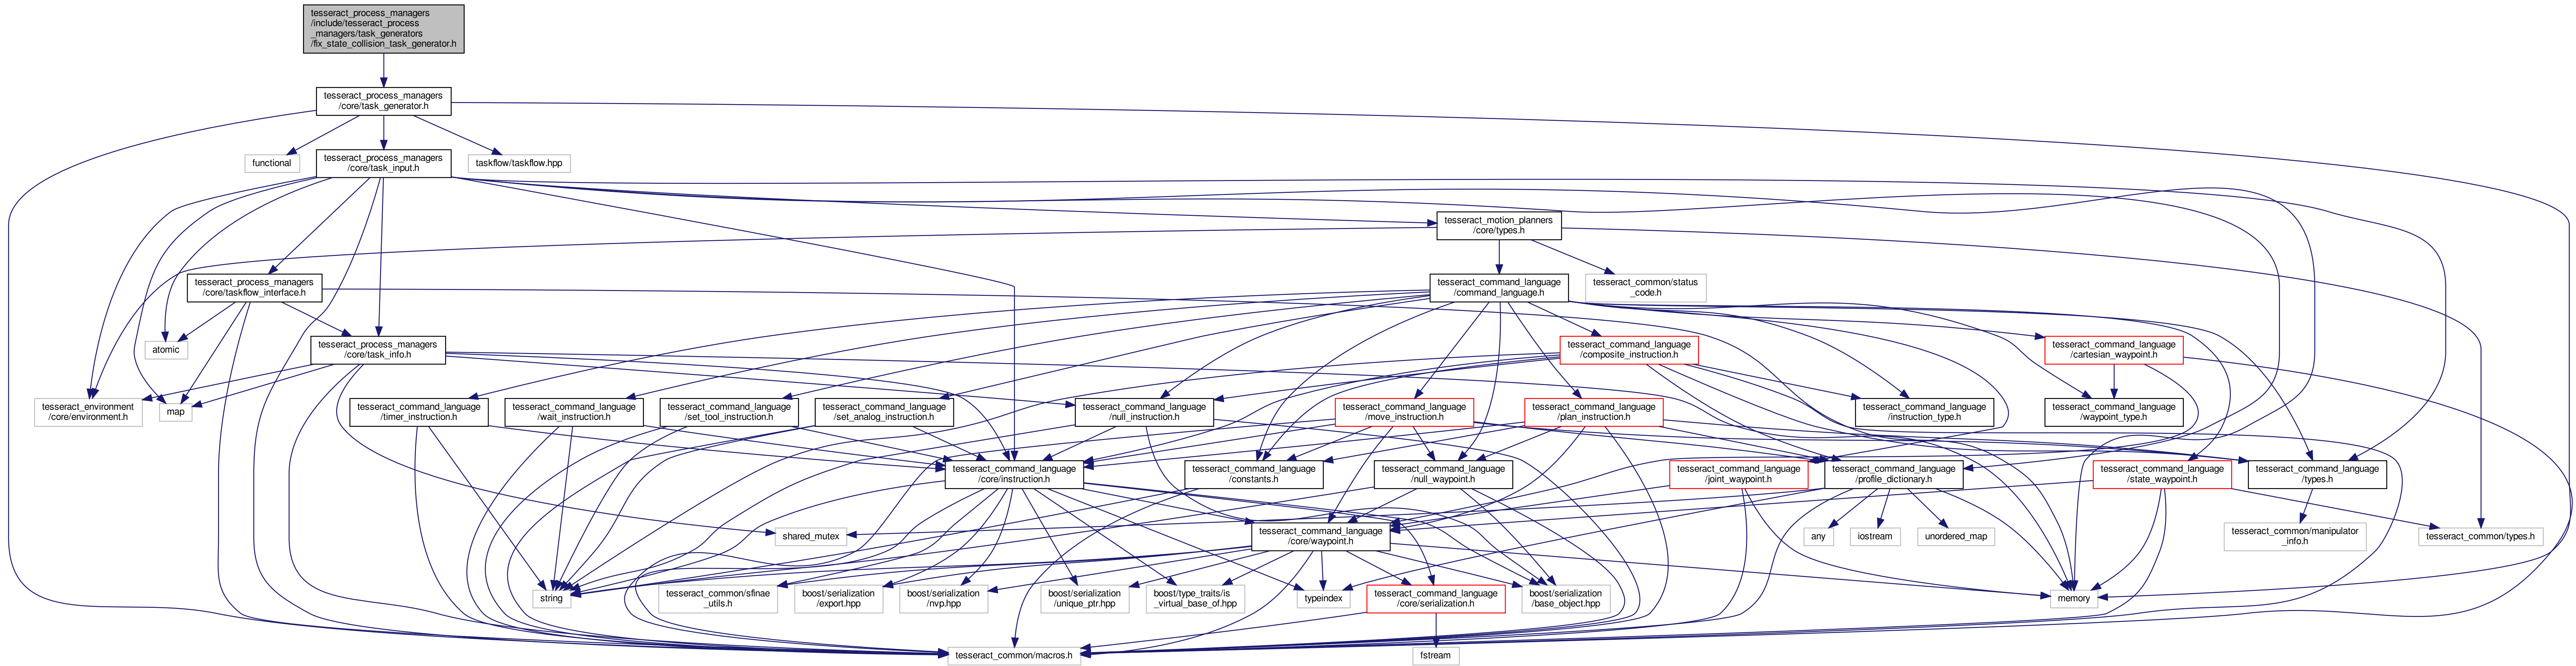 tesseract_process_managers
/include/tesseract_process
_managers/task_generators
/fix_state_collision_task_generator.h
tesseract_process_managers
/core/task_generator.h
functional
tesseract_process_managers
/core/task_input.h
taskflow/taskflow.hpp
tesseract_motion_planners
/core/types.h
tesseract_process_managers
/core/taskflow_interface.h
tesseract_command_language
/command_language.h
tesseract_common/status
_code.h
atomic
tesseract_process_managers
/core/task_info.h
tesseract_command_language
/composite_instruction.h
tesseract_command_language
/cartesian_waypoint.h
tesseract_environment
/core/environment.h
map
tesseract_command_language
/timer_instruction.h
tesseract_command_language
/wait_instruction.h
tesseract_command_language
/set_tool_instruction.h
tesseract_command_language
/set_analog_instruction.h
tesseract_command_language
/null_instruction.h
tesseract_command_language
/move_instruction.h
tesseract_command_language
/plan_instruction.h
tesseract_command_language
/instruction_type.h
tesseract_command_language
/waypoint_type.h
tesseract_command_language
/core/instruction.h
tesseract_command_language
/constants.h
tesseract_command_language
/null_waypoint.h
tesseract_command_language
/joint_waypoint.h
tesseract_command_language
/profile_dictionary.h
tesseract_command_language
/state_waypoint.h
tesseract_command_language
/types.h
shared_mutex
tesseract_command_language
/core/waypoint.h
any
iostream
unordered_map
tesseract_common/manipulator
_info.h
tesseract_common/types.h
string
tesseract_common/sfinae
_utils.h
boost/serialization
/export.hpp
boost/serialization
/nvp.hpp
boost/serialization
/unique_ptr.hpp
boost/type_traits/is
_virtual_base_of.hpp
typeindex
tesseract_command_language
/core/serialization.h
boost/serialization
/base_object.hpp
memory
tesseract_common/macros.h
fstream